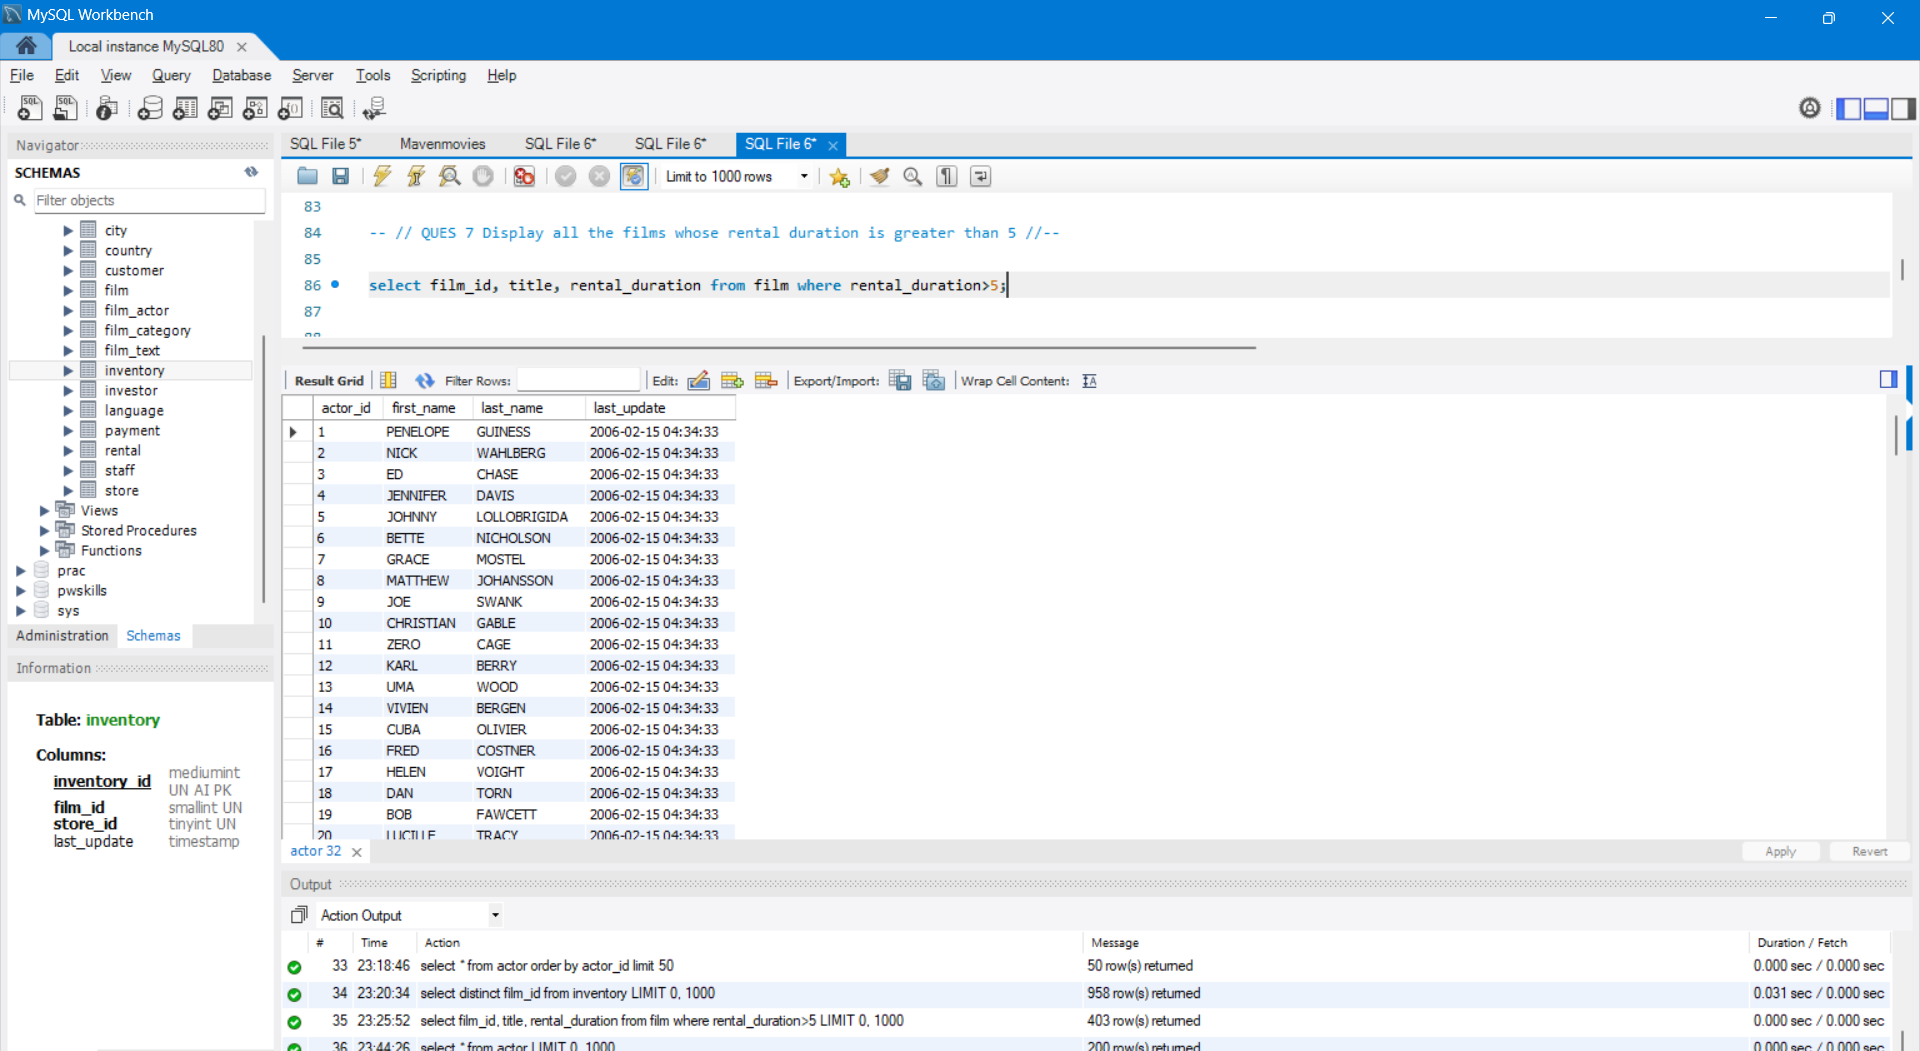 MySQL Workbench
Local instance MySQL80
File Edit View Query Database Server Tools Scripting Help
Navigator
SCHEMAS
Filter objects
city
country
customer
film
film_actor
film_category
film_text
inventory
investor
language
payment
rental
staff
store
Views
Stored Procedures
Functions
prac
pwskills
sys
Administration Schemas
Information
Table: inventory
Columns:
inventory_id mediumint UN AI PK
film_id smallint UN
store_id tinyint UN
last_update timestamp
SQL File 5* Mavenmovies SQL File 6* SQL File 6* SQL File 6*
Limit to 1000 rows
83
84 -- // QUES 7 Display all the films whose rental duration is greater than 5 //--
85
86 select film_id, title, rental_duration from film where rental_duration>5;
87
88
Result Grid Filter Rows: Edit: Export/Import: Wrap Cell Content:
actor_id first_name last_name last_update
1 PENELOPE GUINESS 2006-02-15 04:34:33
2 NICK WAHLBERG 2006-02-15 04:34:33
3 ED CHASE 2006-02-15 04:34:33
4 JENNIFER DAVIS 2006-02-15 04:34:33
5 JOHNNY LOLLOBRIGIDA 2006-02-15 04:34:33
6 BETTE NICHOLSON 2006-02-15 04:34:33
7 GRACE MOSTEL 2006-02-15 04:34:33
8 MATTHEW JOHANSSON 2006-02-15 04:34:33
9 JOE SWANK 2006-02-15 04:34:33
10 CHRISTIAN GABLE 2006-02-15 04:34:33
11 ZERO CAGE 2006-02-15 04:34:33
12 KARL BERRY 2006-02-15 04:34:33
13 UMA WOOD 2006-02-15 04:34:33
14 VIVIEN BERGEN 2006-02-15 04:34:33
15 CUBA OLIVIER 2006-02-15 04:34:33
16 FRED COSTNER 2006-02-15 04:34:33
17 HELEN VOIGHT 2006-02-15 04:34:33
18 DAN TORN 2006-02-15 04:34:33
19 BOB FAWCETT 2006-02-15 04:34:33
20 LUCILLE TRACY 2006-02-15 04:34:33
actor 32 Apply Revert
Output
Action Output
# Time Action Message Duration / Fetch
33 23:18:46 select * from actor order by actor_id limit 50 50 row(s) returned 0.000 sec / 0.000 sec
34 23:20:34 select distinct film_id from inventory LIMIT 0, 1000 958 row(s) returned 0.031 sec / 0.000 sec
35 23:25:52 select film_id, title, rental_duration from film where rental_duration>5 LIMIT 0, 1000 403 row(s) returned 0.000 sec / 0.000 sec
36 23:44:26 select * from actor LIMIT 0, 1000 200 row(s) returned 0.000 sec / 0.000 sec